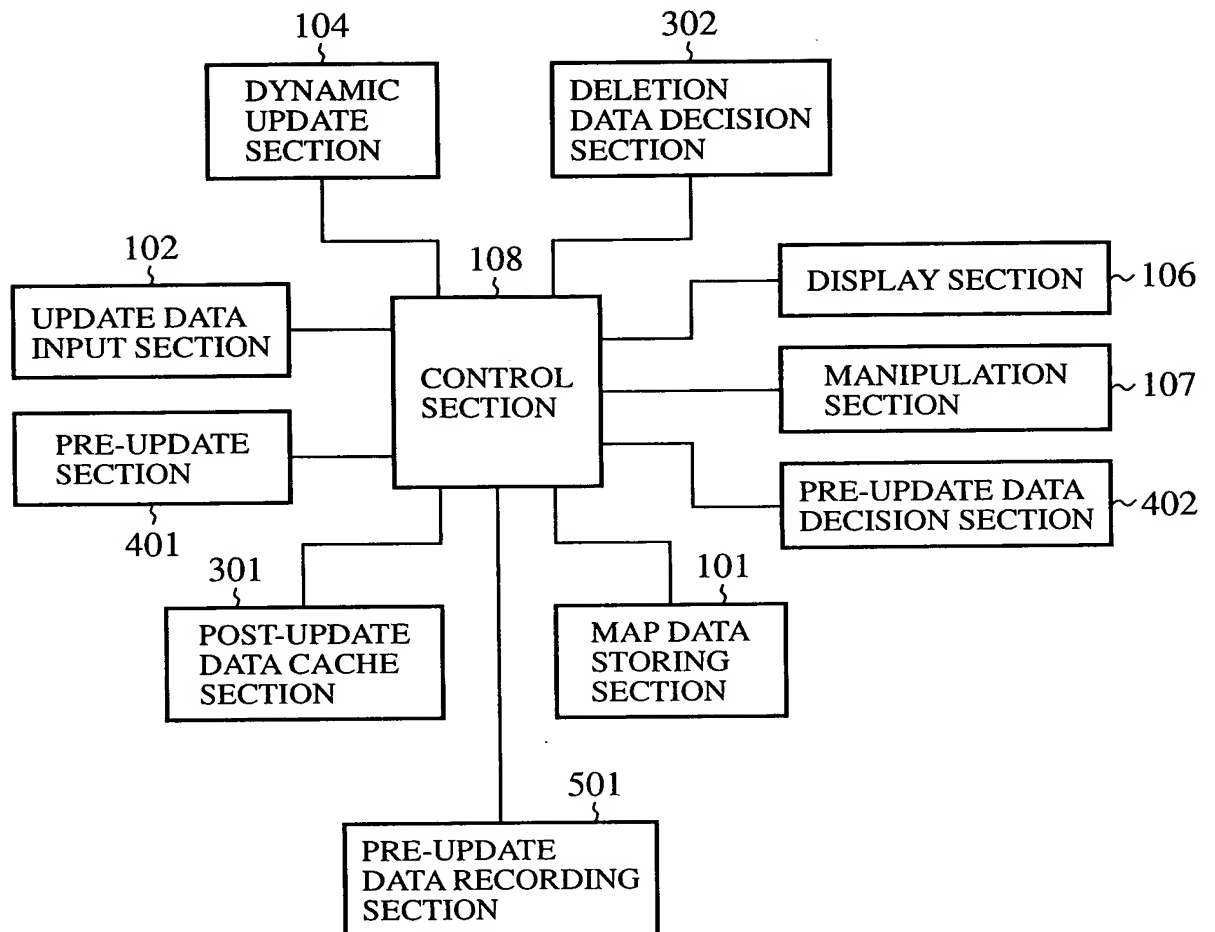 104
DYNAMIC
UPDATE
SECTION
302
DELETION
DATA DECISION
SECTION
102
UPDATE DATA
INPUT SECTION
108
CONTROL
SECTION
DISPLAY SECTION
106
MANIPULATION
SECTION
107
PRE-UPDATE
SECTION
401
PRE-UPDATE DATA
DECISION SECTION
402
301
POST-UPDATE
DATA CACHE
SECTION
101
MAP DATA
STORING
SECTION
501
PRE-UPDATE
DATA RECORDING
SECTION